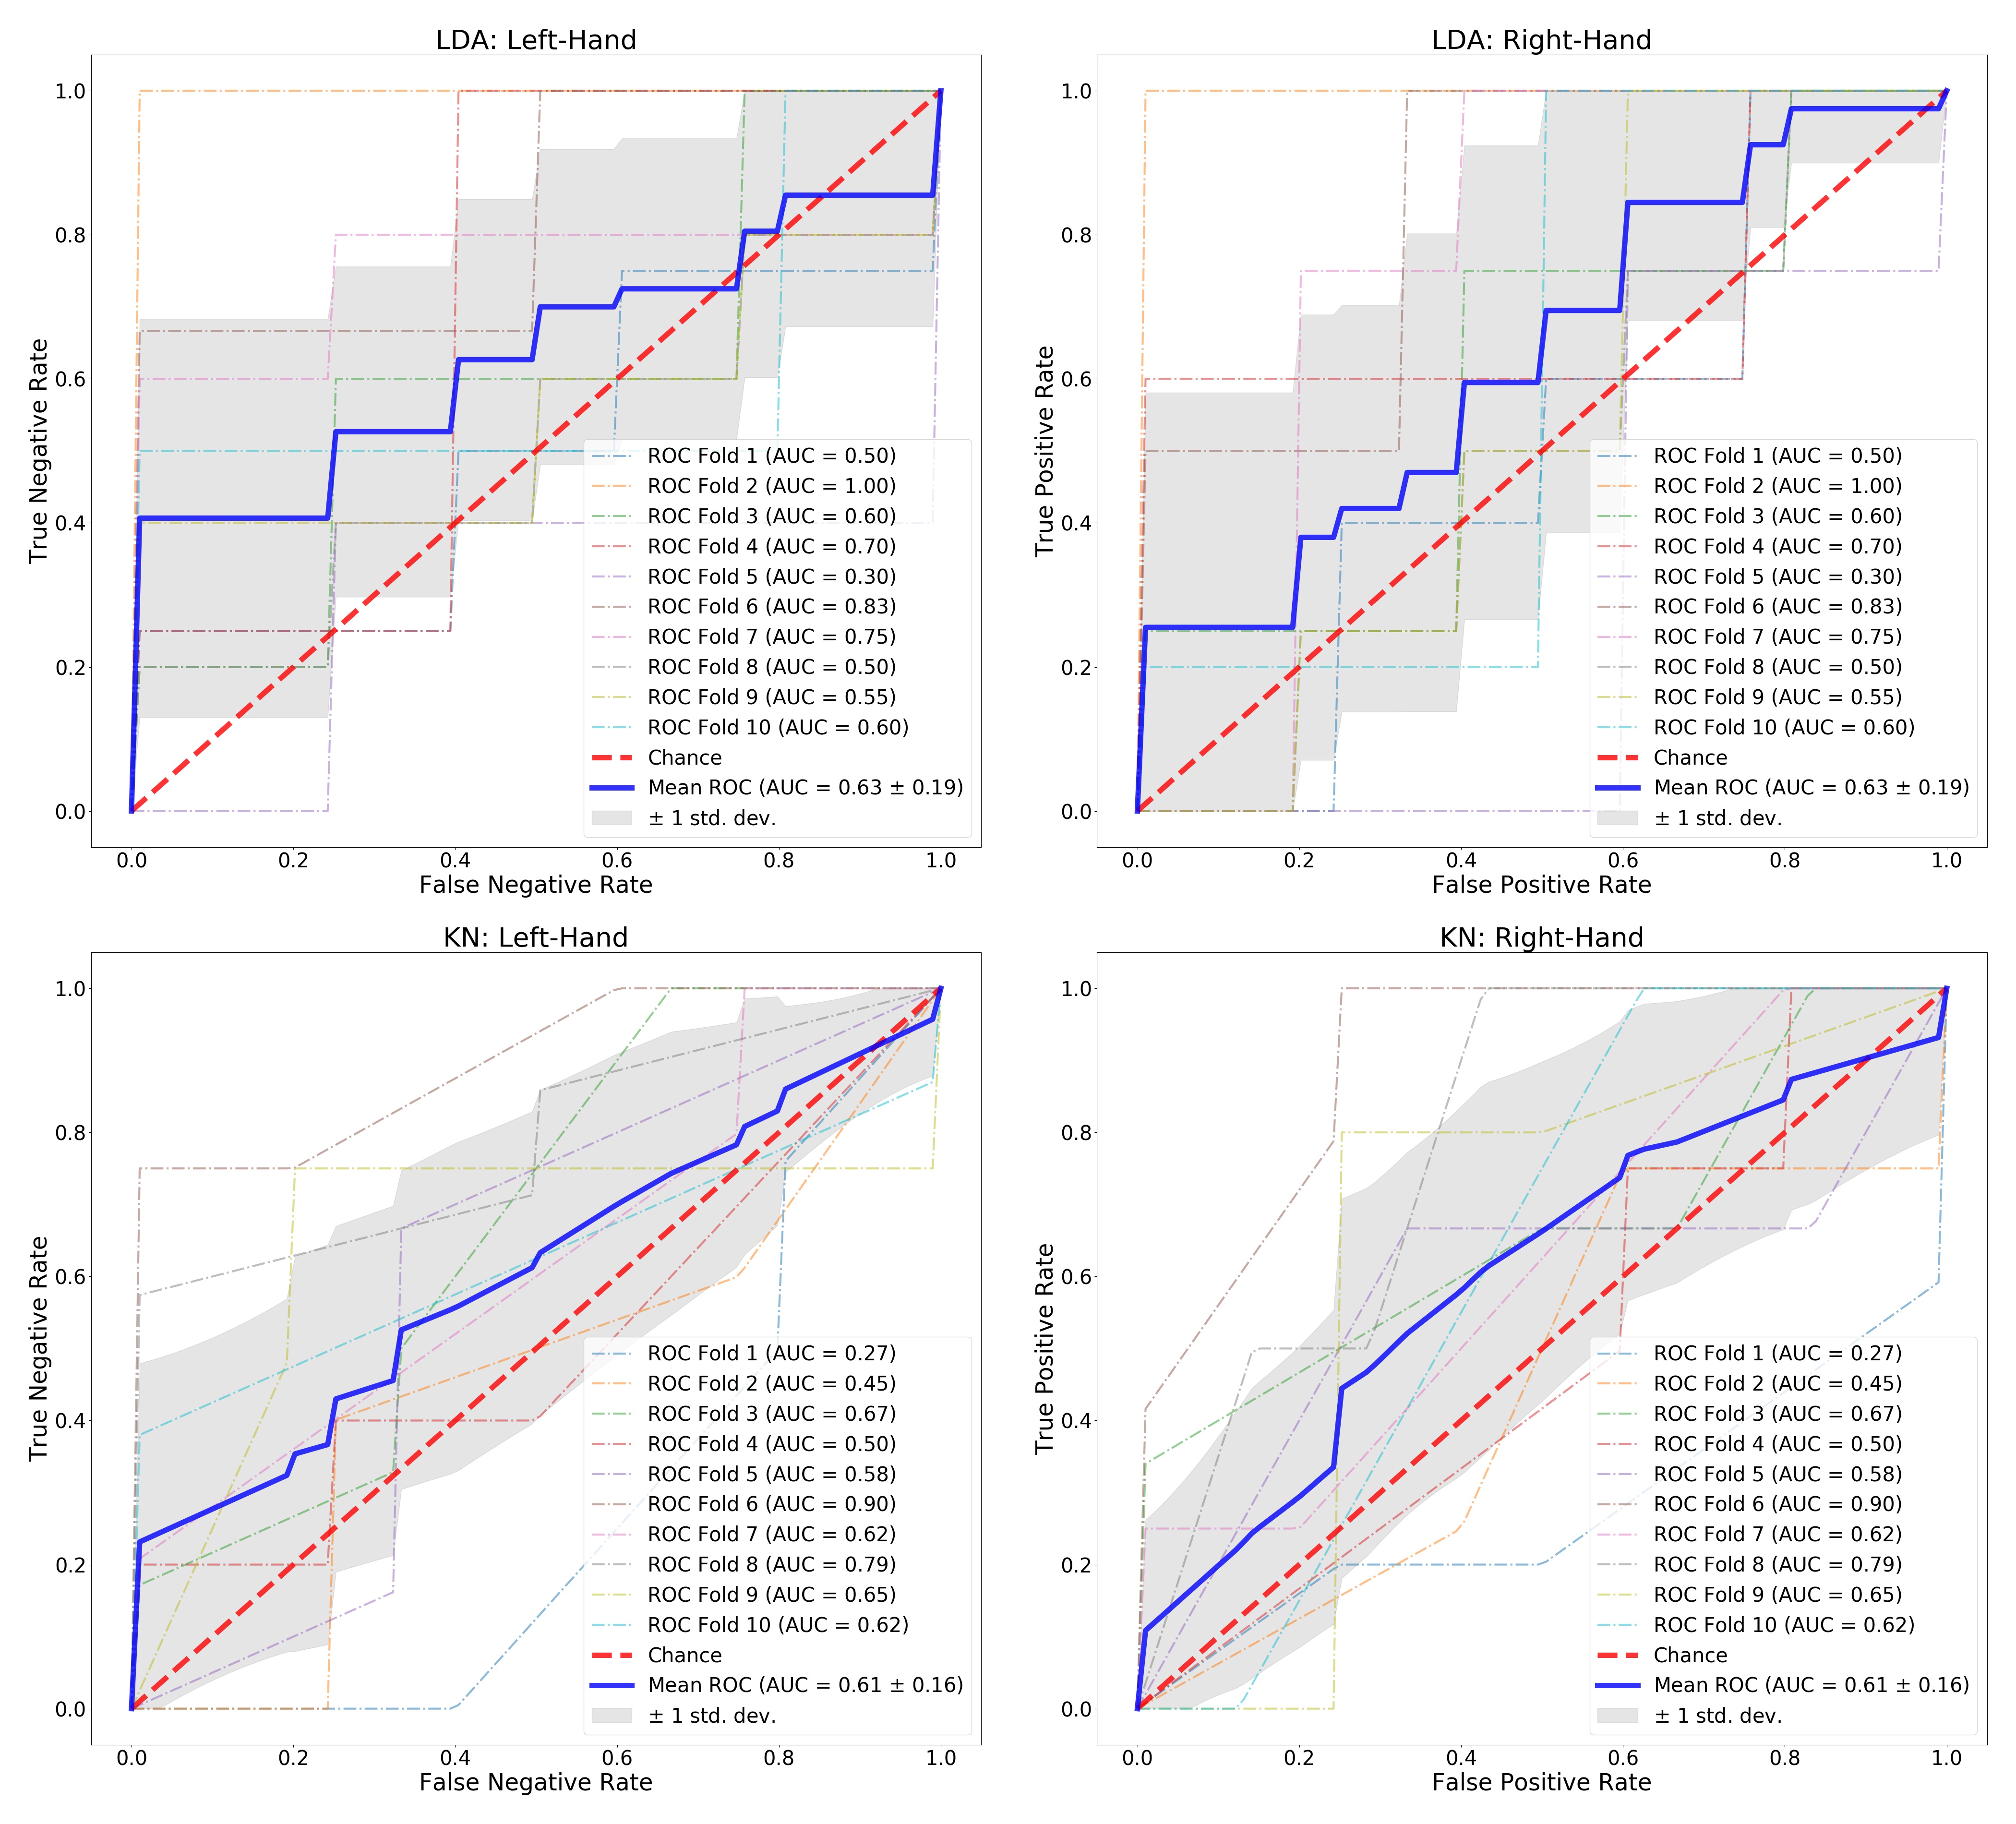 LDA: Left-Hand
True Negative Rate
1.0
0.8
0.6
0.4
0.2
0.0
ROC Fold 1 (AUC = 0.50)
ROC Fold 2 (AUC = 1.00)
ROC Fold 3 (AUC = 0.60)
ROC Fold 4 (AUC = 0.70)
ROC Fold 5 (AUC = 0.30)
ROC Fold 6 (AUC = 0.83)
ROC Fold 7 (AUC = 0.75)
ROC Fold 8 (AUC = 0.50)
ROC Fold 9 (AUC = 0.55)
ROC Fold 10 (AUC = 0.60)
Chance
Mean ROC (AUC = 0.63 ± 0.19)
± 1 std. dev.
0.0 0.2 0.4 0.6 0.8 1.0
False Negative Rate
LDA: Right-Hand
True Positive Rate
1.0
0.8
0.6
0.4
0.2
0.0
ROC Fold 1 (AUC = 0.50)
ROC Fold 2 (AUC = 1.00)
ROC Fold 3 (AUC = 0.60)
ROC Fold 4 (AUC = 0.70)
ROC Fold 5 (AUC = 0.30)
ROC Fold 6 (AUC = 0.83)
ROC Fold 7 (AUC = 0.75)
ROC Fold 8 (AUC = 0.50)
ROC Fold 9 (AUC = 0.55)
ROC Fold 10 (AUC = 0.60)
Chance
Mean ROC (AUC = 0.63 ± 0.19)
± 1 std. dev.
0.0 0.2 0.4 0.6 0.8 1.0
False Positive Rate
KN: Left-Hand
True Negative Rate
1.0
0.8
0.6
0.4
0.2
0.0
ROC Fold 1 (AUC = 0.27)
ROC Fold 2 (AUC = 0.45)
ROC Fold 3 (AUC = 0.67)
ROC Fold 4 (AUC = 0.50)
ROC Fold 5 (AUC = 0.58)
ROC Fold 6 (AUC = 0.90)
ROC Fold 7 (AUC = 0.62)
ROC Fold 8 (AUC = 0.79)
ROC Fold 9 (AUC = 0.65)
ROC Fold 10 (AUC = 0.62)
Chance
Mean ROC (AUC = 0.61 ± 0.16)
± 1 std. dev.
0.0 0.2 0.4 0.6 0.8 1.0
False Negative Rate
KN: Right-Hand
True Positive Rate
1.0
0.8
0.6
0.4
0.2
0.0
ROC Fold 1 (AUC = 0.27)
ROC Fold 2 (AUC = 0.45)
ROC Fold 3 (AUC = 0.67)
ROC Fold 4 (AUC = 0.50)
ROC Fold 5 (AUC = 0.58)
ROC Fold 6 (AUC = 0.90)
ROC Fold 7 (AUC = 0.62)
ROC Fold 8 (AUC = 0.79)
ROC Fold 9 (AUC = 0.65)
ROC Fold 10 (AUC = 0.62)
Chance
Mean ROC (AUC = 0.61 ± 0.16)
± 1 std. dev.
0.0 0.2 0.4 0.6 0.8 1.0
False Positive Rate